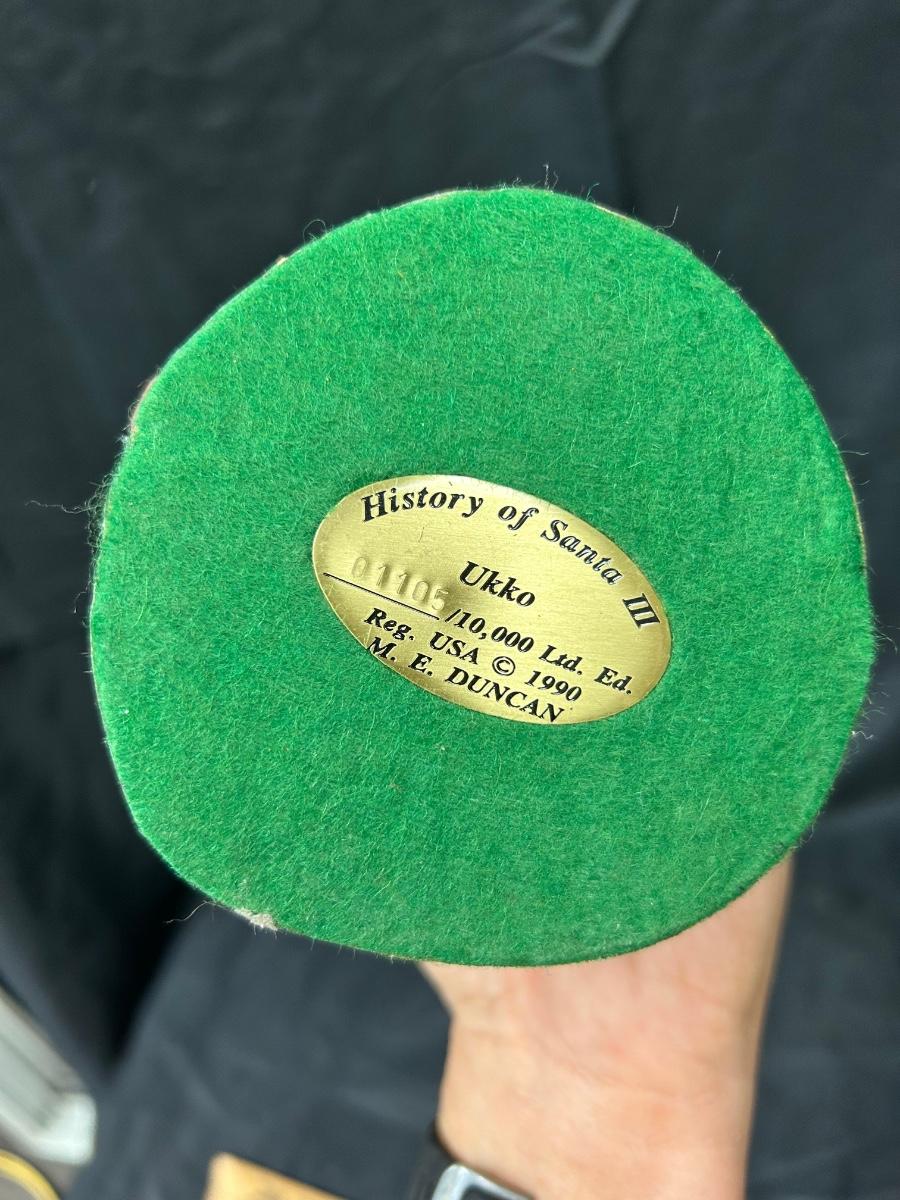 History of Santa III
Ukko
01105/10,000 Ltd. Ed.
Reg. USA © 1990
M. E. DUNCAN